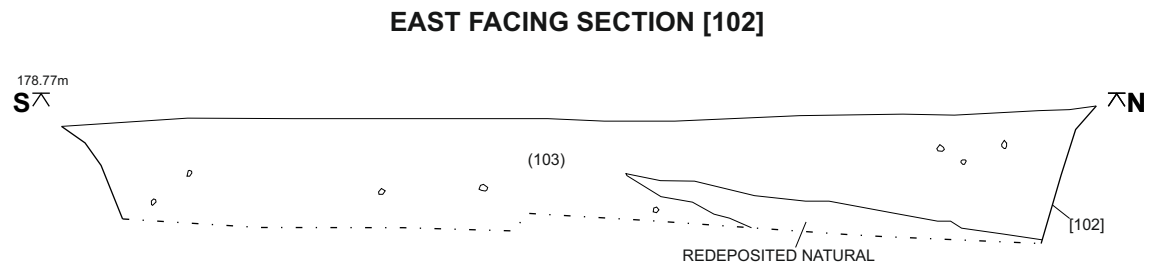 EAST FACING SECTION [102]
178.77m
S N
(103)
[102]
REDEPOSITED NATURAL